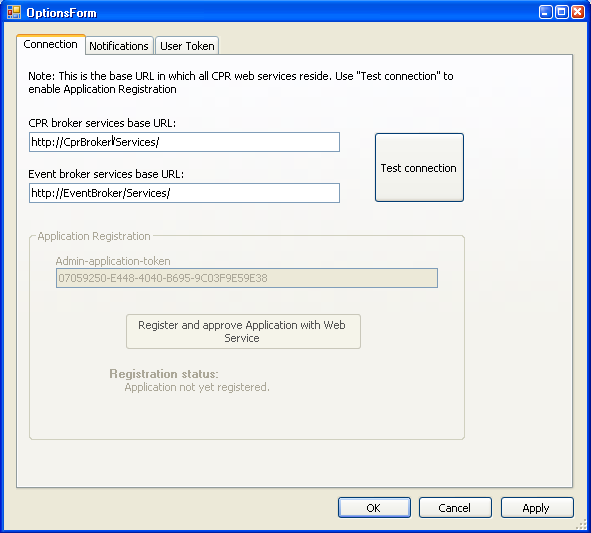 OptionsForm
Connection Notifications User Token
Note: This is the base URL in which all CPR web services reside. Use "Test connection" to
enable Application Registration
CPR broker services base URL:
http://CprBroker/Services/
Test connection
Event broker services base URL:
http://EventBroker/Services/
Application Registration
Admin-application-token
07059250-E448-4040-B695-9C03F9E59E38
Register and approve Application with Web
Service
Registration status:
Application not yet registered.
OK Cancel Apply